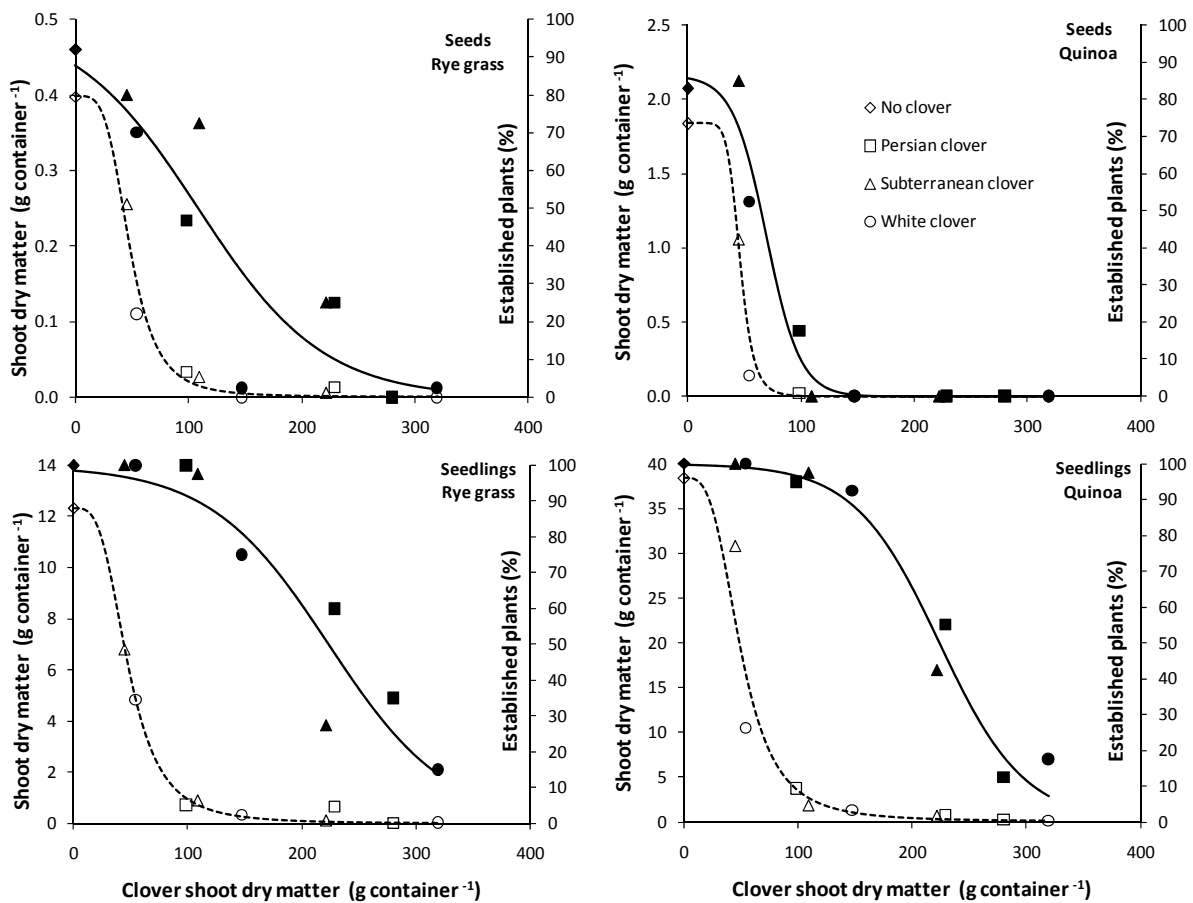 Seeds
Rye grass
Shoot dry matter (g container -1)
0.5
0.4
0.3
0.2
0.1
0.0
0 100 200 300 400
100
90
80
70
60
50
40
30
20
10
0
Established plants (%)
Seeds
Quinoa
Shoot dry matter (g container -1)
2.5
2.0
1.5
1.0
0.5
0.0
0 100 200 300 400
100
90
80
70
60
50
40
30
20
10
0
Established plants (%)
No clover
Persian clover
Subterranean clover
White clover
Seedlings
Rye grass
Shoot dry matter (g container -1)
14
12
10
8
6
4
2
0
0 100 200 300 400
Clover shoot dry matter (g container -1)
100
90
80
70
60
50
40
30
20
10
0
Established plants (%)
Seedlings
Quinoa
Shoot dry matter (g container -1)
40
35
30
25
20
15
10
5
0
0 100 200 300 400
Clover shoot dry matter (g container -1)
100
90
80
70
60
50
40
30
20
10
0
Established plants (%)